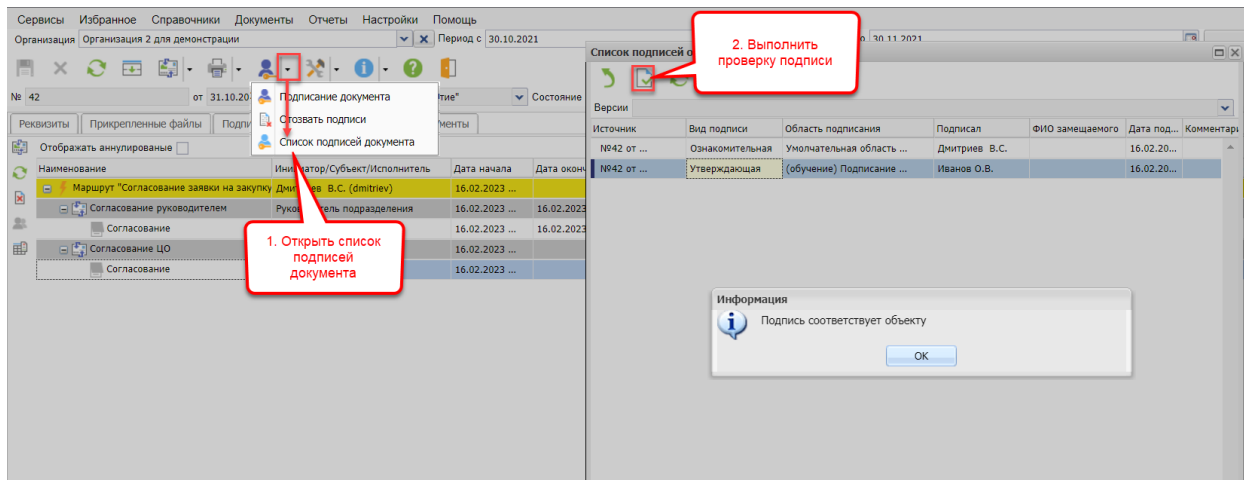 Сервисы Избранное Справочники Документы Отчеты Настройки Помощь
Организация Организация 2 для демонстрации Период с 30.10.2021 30.11.2021
№ 42 от 31.10.20 тие" Состояние
Реквизиты Прикрепленные файлы
Отображать аннулированые
Наименование Инициатор/Субъект/Исполнитель Дата начала Дата оконч
Маршрут "Согласование заявки на закупку Дмитриев В.С. (dmitriev) 16.02.2023 ...
Согласование руководителем Руководитель подразделения 16.02.2023 ... 16.02.2023
Согласование 16.02.2023 ... 16.02.2023
Согласование ЦО 16.02.2023 ...
Согласование 16.02.2023 ...
Подписание документа
Отозвать подписи
Список подписей документа
1. Открыть список
подписей
документа
Список подписей о
2. Выполнить
проверку подписи
Версии
Источник Вид подписи Область подписания Подписал ФИО замещаемого Дата под... Комментари
№42 от ... Ознакомительная Умолчательная область ... Дмитриев В.С. 16.02.20...
№42 от ... Утверждающая (обучение) Подписание ... Иванов О.В. 16.02.20...
Информация
Подпись соответствует объекту
OK